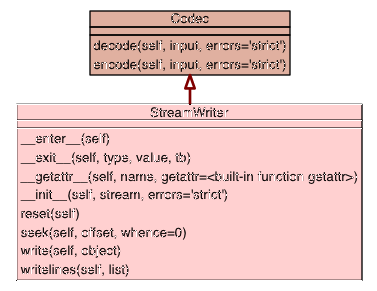 Codec
decode(self, input, errors='strict')
encode(self, input, errors='strict')
StreamWriter
__enter__(self)
__exit__(self, type, value, tb)
__getattr__(self, name, getattr=<built-in function getattr>)
__init__(self, stream, errors='strict')
reset(self)
seek(self, offset, whence=0)
write(self, object)
writelines(self, list)